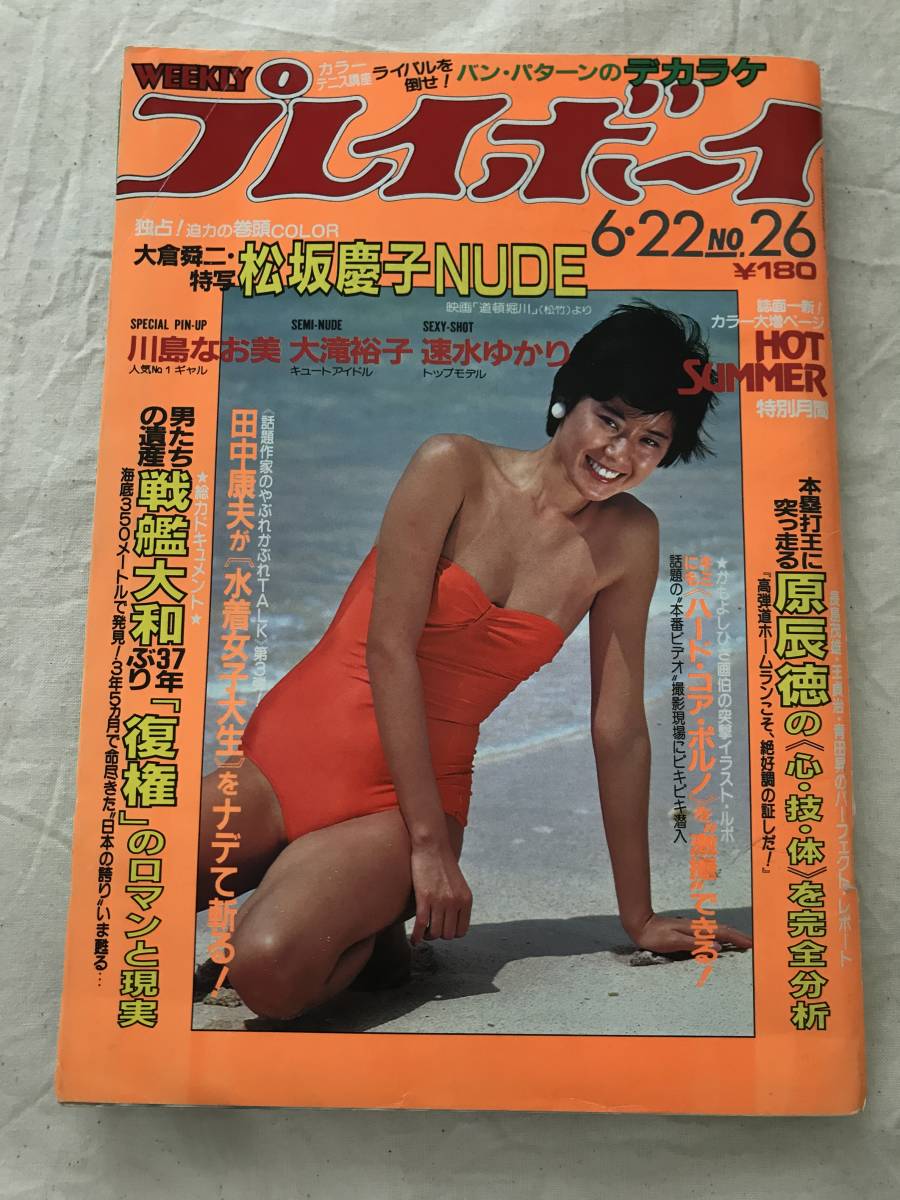 WEEKLY
カラー
テニス講座
ライバルを
倒せ!
バン・パターンのデカラケ
プレイボーイ
独占!迫力の巻頭COLOR
6・22 NO.26
¥180
大倉舜二・
特写
松坂慶子NUDE
映画「道頓堀川」(松竹)より
誌面一新!
カラー大増ページ
HOT
SUMMER
特別月間
SPECIAL PIN-UP
川島なお美
人気No1ギャル
SEMI-NUDE
大滝裕子
キュートアイドル
SEXY-SHOT
速水ゆかり
トップモデル
本塁打王に
突っ走る
原辰徳の《心・技・体》を完全分析
『高弾道ホームランこそ、絶好調の証しだ!』
長島茂雄・王貞治・青田昇のパーフェクト・レポート
★かもよしひさ画伯の突撃イラスト・ルポ
キミ
にも
《ハード・コア・ポルノ》を“
”できる!
話題の“本番ビデオ”撮影現場にビキビキ潜入
《話題作家のやぶれかぶれTALK》第3弾
田中康夫が《水着女子大生》をナデて斬る!
★総力ドキュメント★
男たち
の遺産
戦艦大和37年
ぶり
「復権」のロマンと現実
海底350メートルで発見!3年5カ月で命尽きた“日本の誇り”いま甦る…